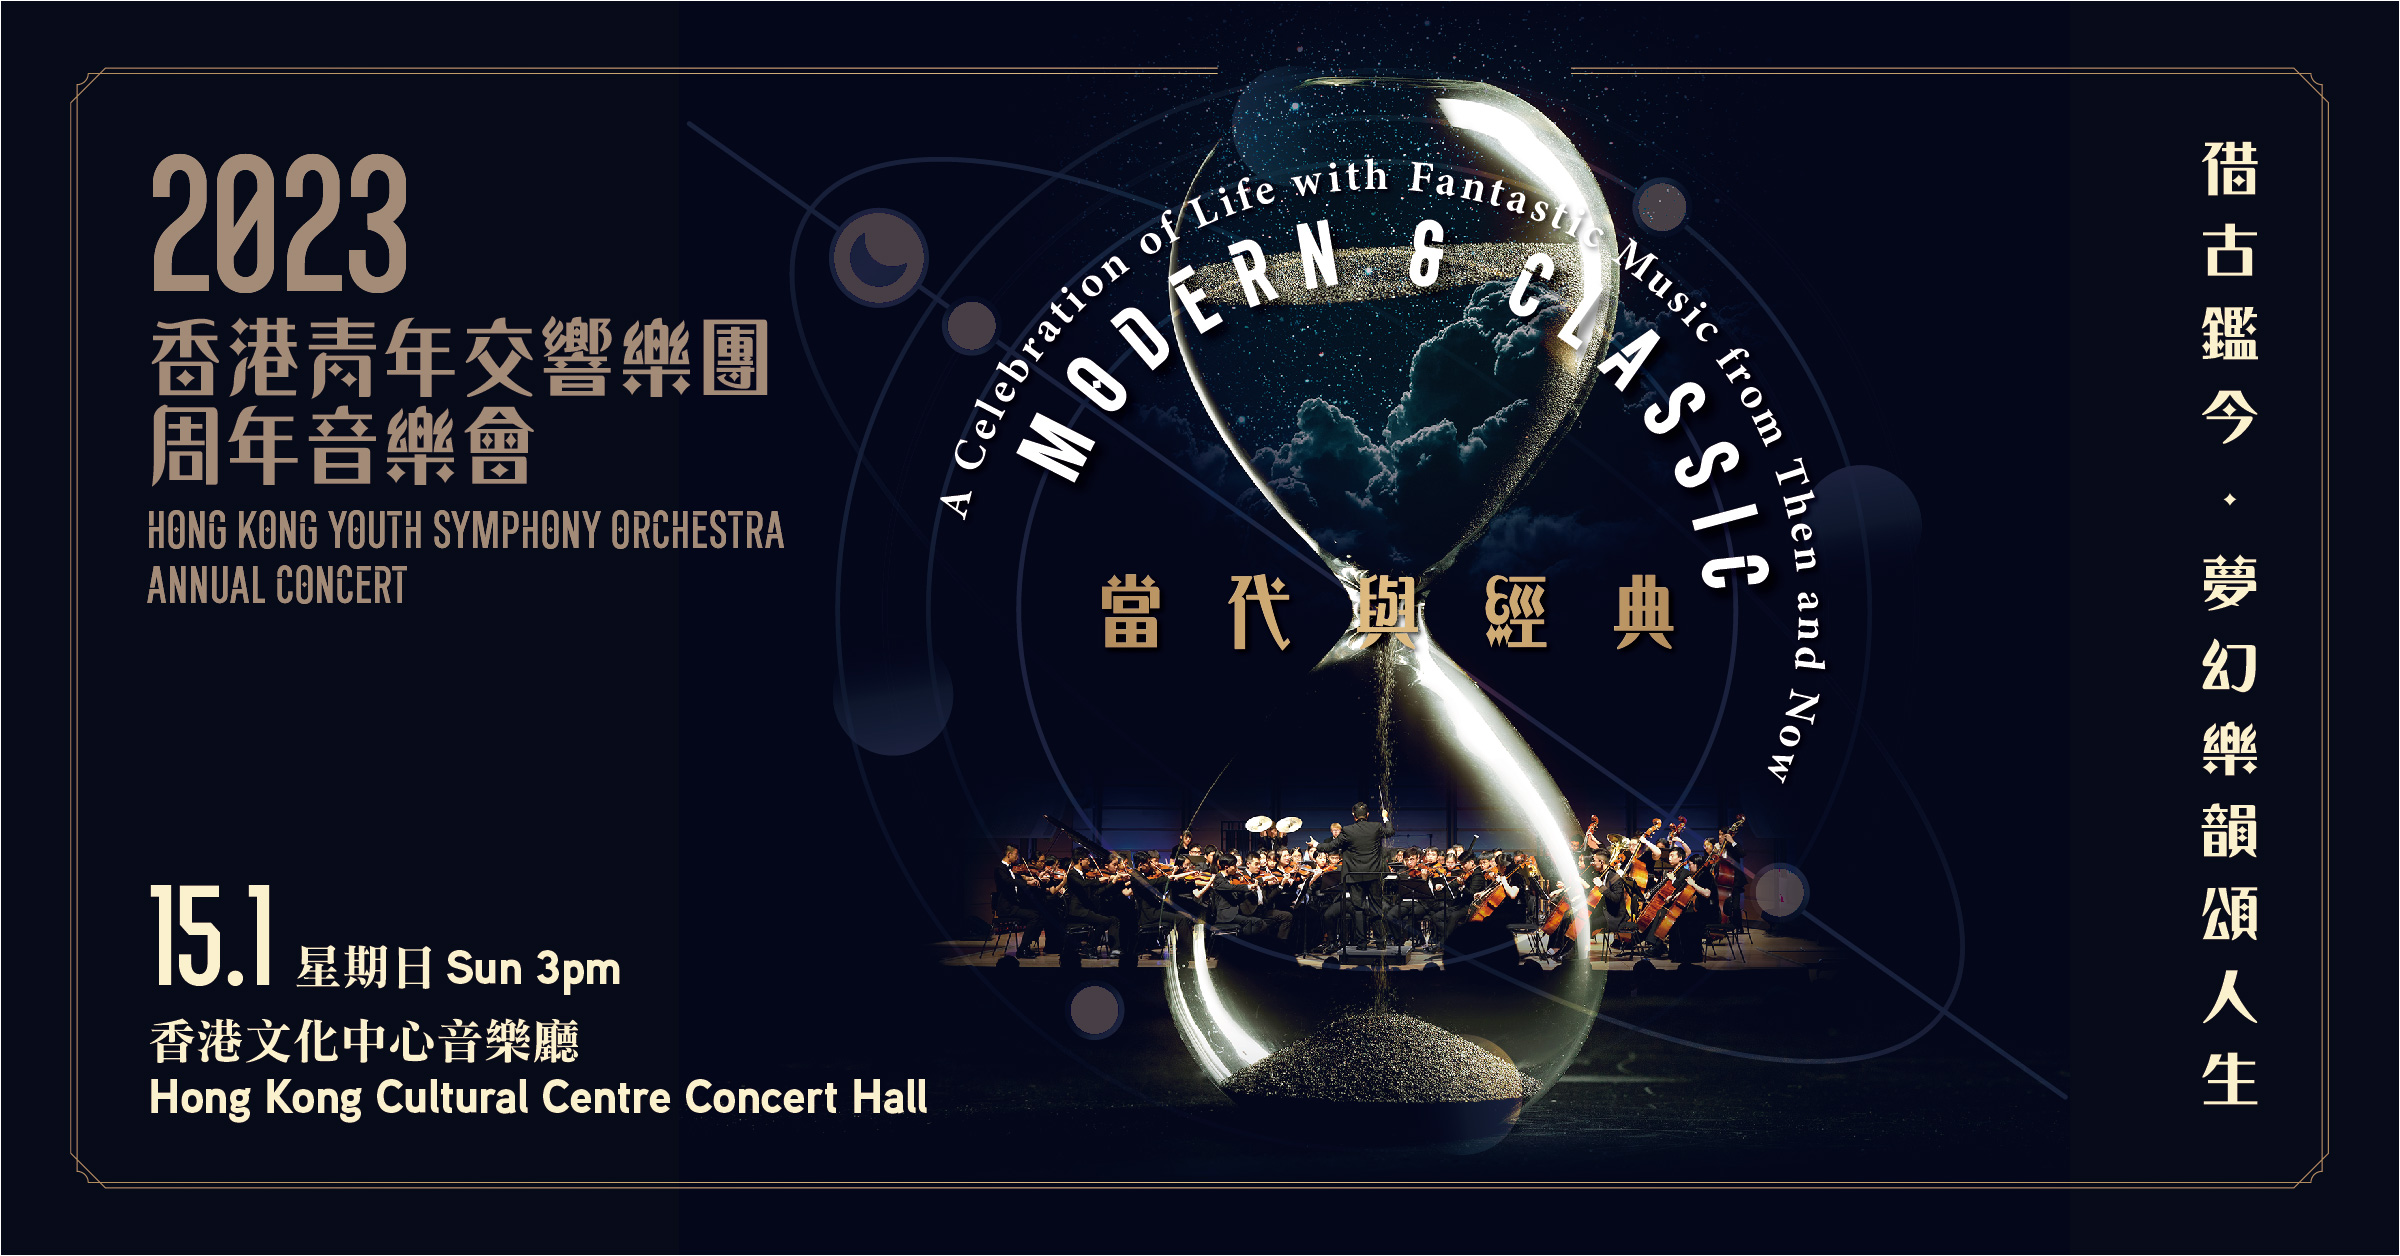 2023
香港青年交響樂團
周年音樂會
HONG KONG YOUTH SYMPHONY ORCHESTRA
ANNUAL CONCERT
A Celebration of Life with Fantastic Music from Then and Now
MODERN & CLASSIC
當代與經典
借古鑑今・夢幻樂韻頌人生
15.1 星期日 Sun 3pm
香港文化中心音樂廳
Hong Kong Cultural Centre Concert Hall